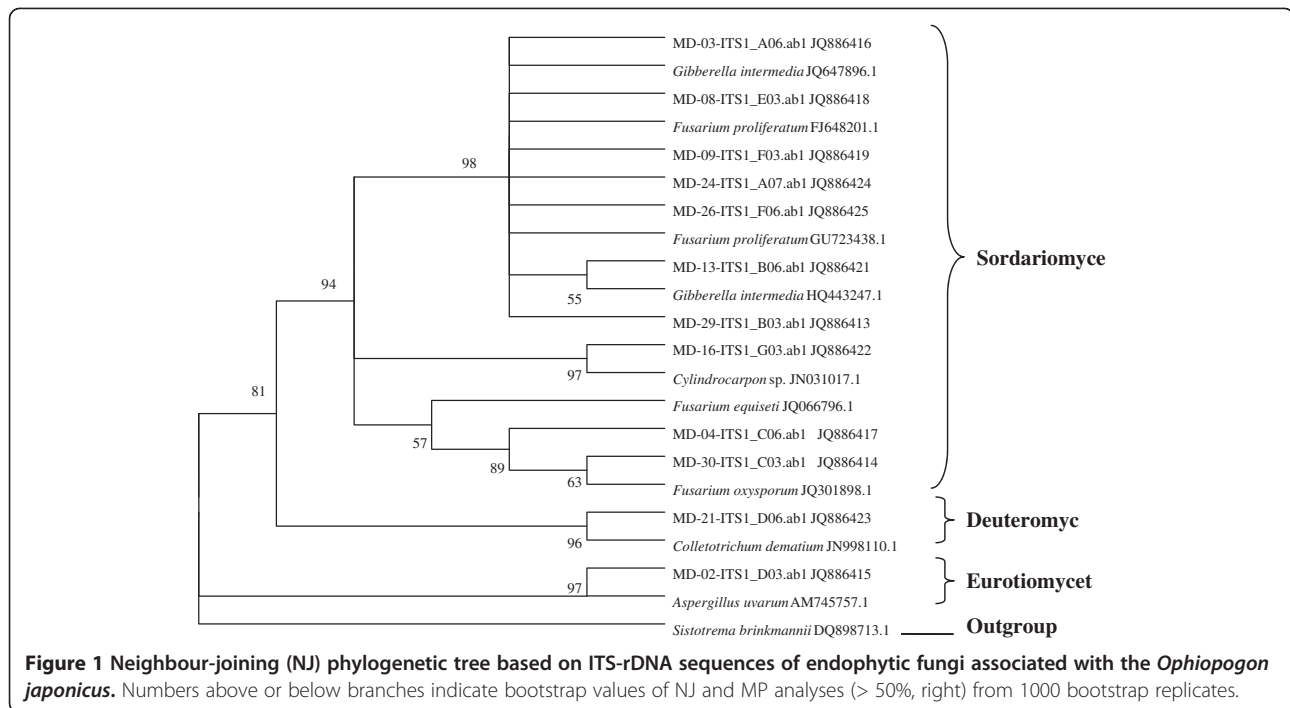 MD-03-ITS1_A06.ab1 JQ886416
Gibberella intermedia JQ647896.1
MD-08-ITS1_E03.ab1 JQ886418
Fusarium proliferatum FJ648201.1
MD-09-ITS1_F03.ab1 JQ886419
98
MD-24-ITS1_A07.ab1 JQ886424
MD-26-ITS1_F06.ab1 JQ886425
Fusarium proliferatum GU723438.1
Sordariomyce
MD-13-ITS1_B06.ab1 JQ886421
94
Gibberella intermedia HQ443247.1
55
MD-29-ITS1_B03.ab1 JQ886413
MD-16-ITS1_G03.ab1 JQ886422
97
Cylindrocarpon sp. JN031017.1
81
Fusarium equiseti JQ066796.1
57
MD-04-ITS1_C06.ab1 JQ886417
89
MD-30-ITS1_C03.ab1 JQ886414
63
Fusarium oxysporum JQ301898.1
MD-21-ITS1_D06.ab1 JQ886423
Deuteromyc
96
Colletotrichum dematium JN998110.1
MD-02-ITS1_D03.ab1 JQ886415
Eurotiomycet
97
Aspergillus uvarum AM745757.1
Sistotrema brinkmannii DQ898713.1
Outgroup
Figure 1 Neighbour-joining (NJ) phylogenetic tree based on ITS-rDNA sequences of endophytic fungi associated with the Ophiopogon
japonicus. Numbers above or below branches indicate bootstrap values of NJ and MP analyses (> 50%, right) from 1000 bootstrap replicates.